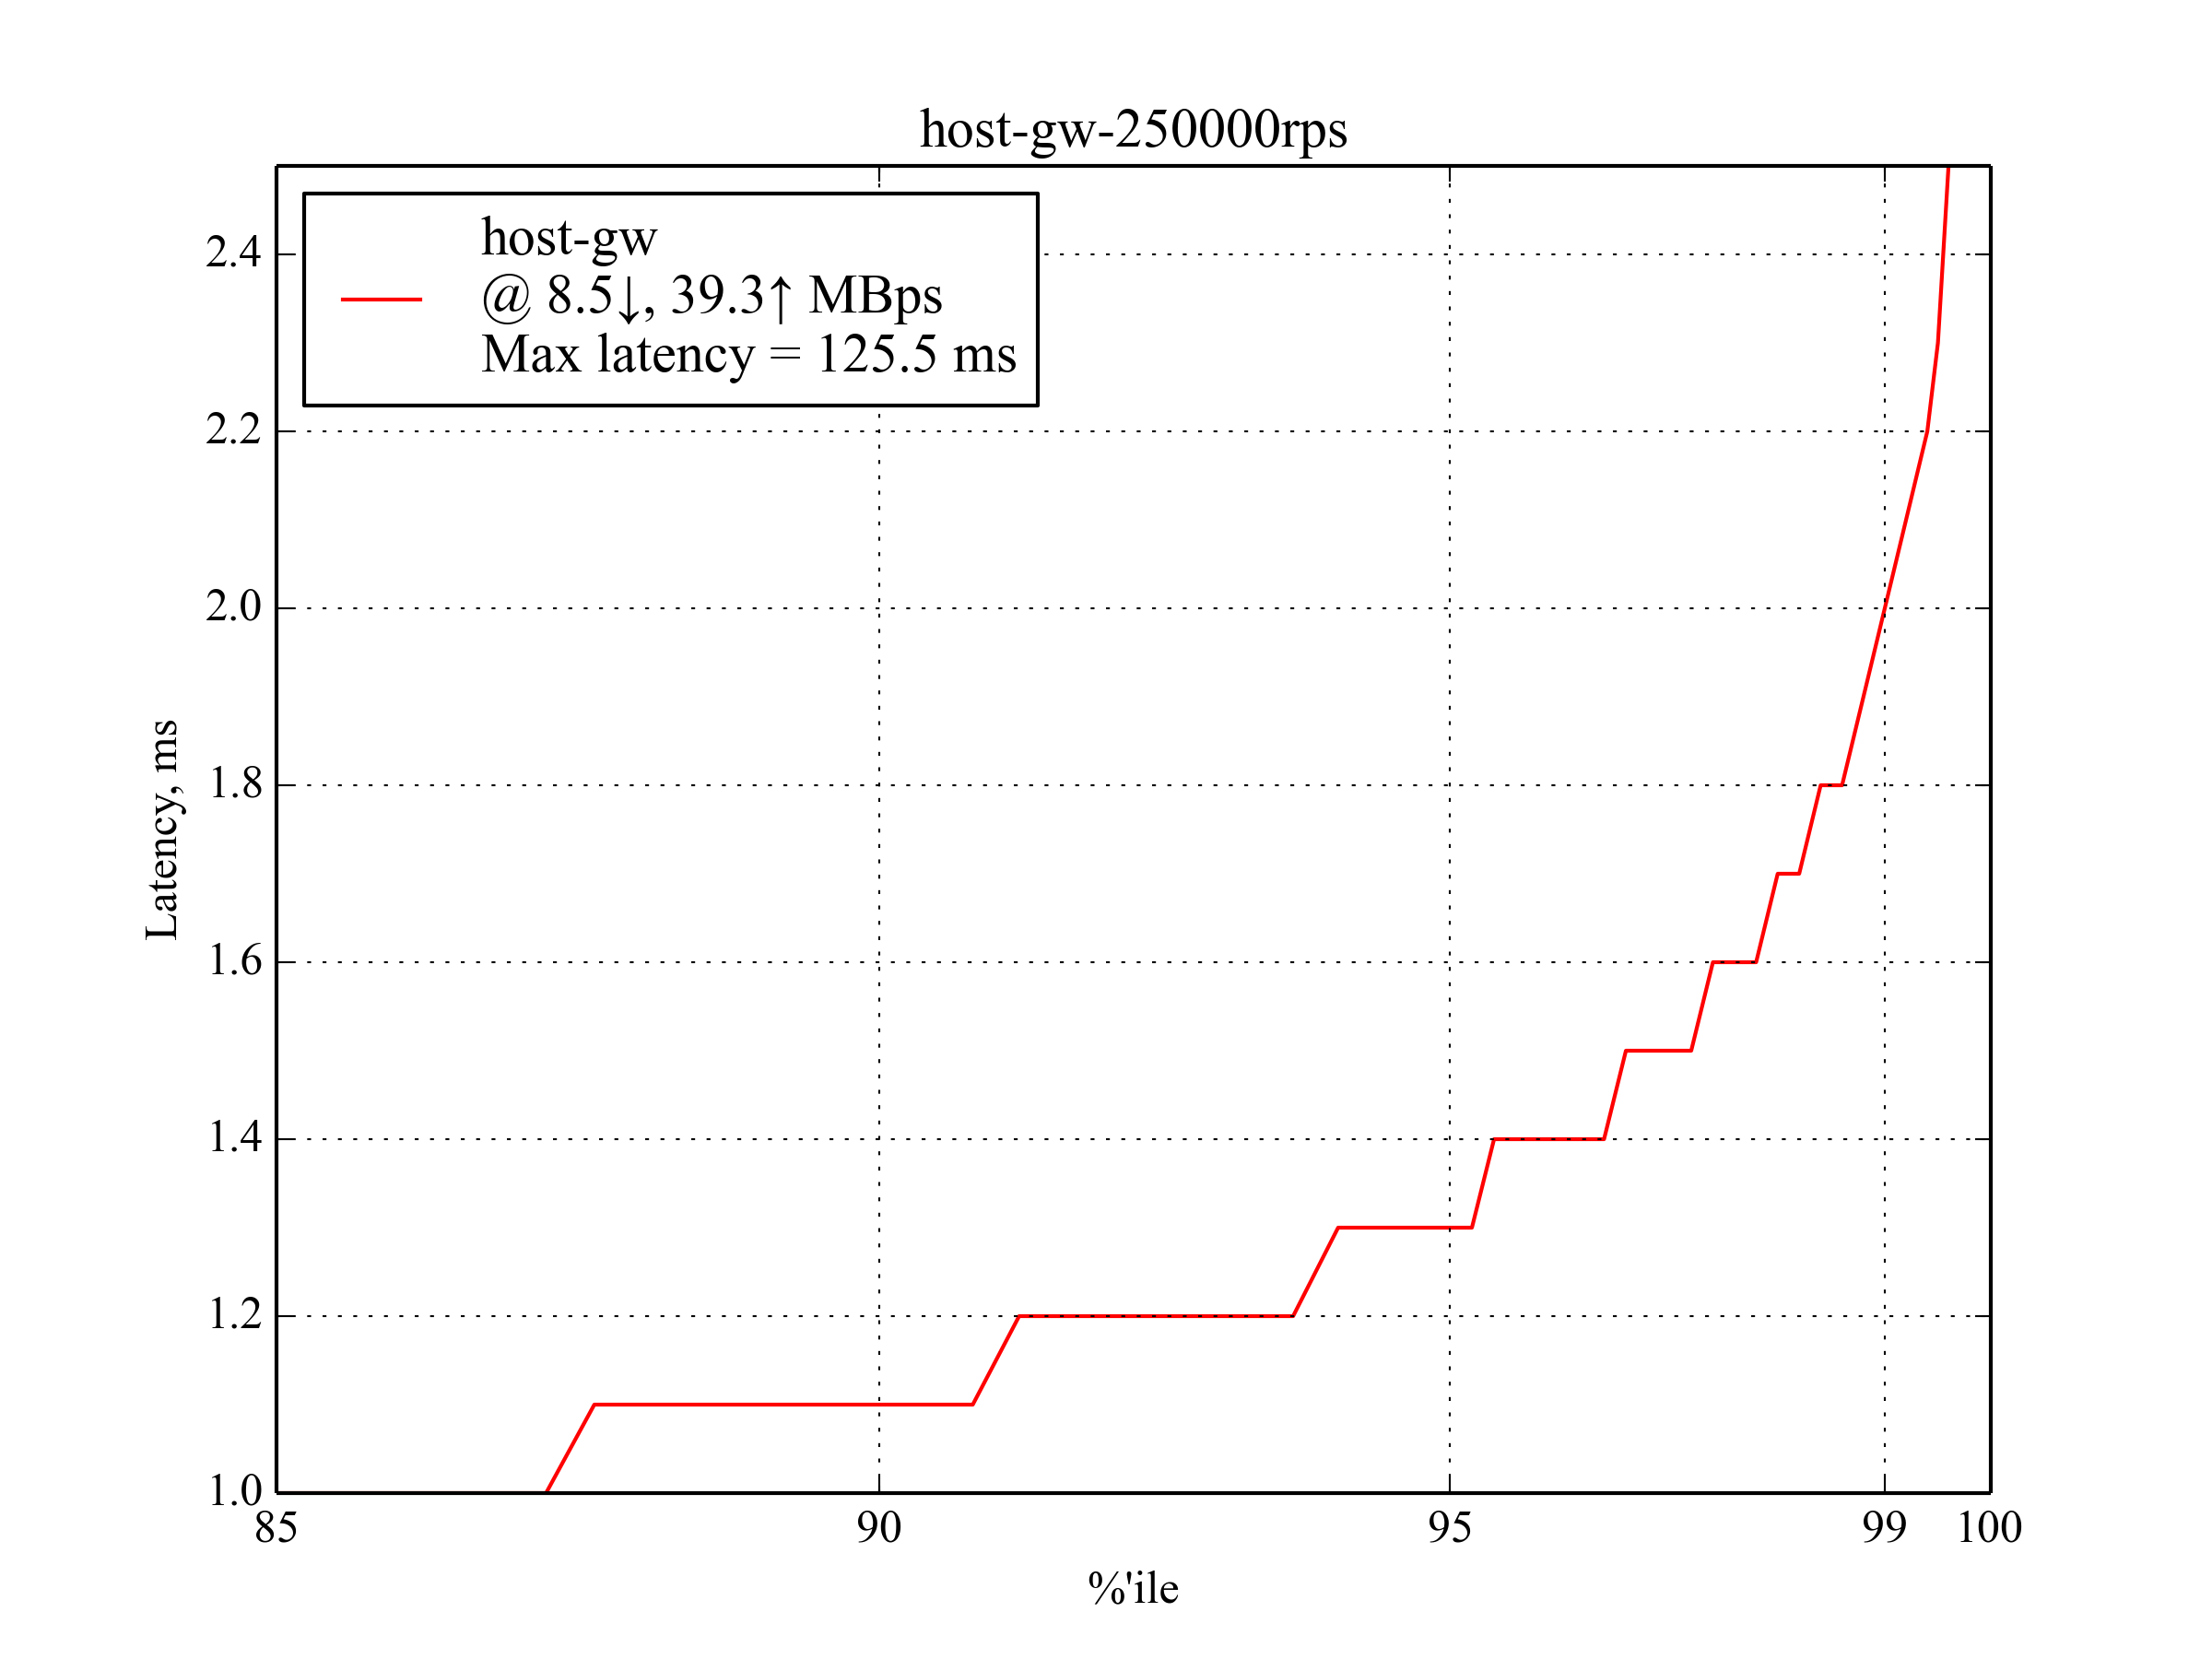 host-gw-250000rps
host-gw
@ 8.5↓, 39.3↑ MBps
Max latency = 125.5 ms
2.4
2.2
2.0
1.8
1.6
1.4
1.2
1.0
Latency, ms
85 90 95 99 100
%'ile